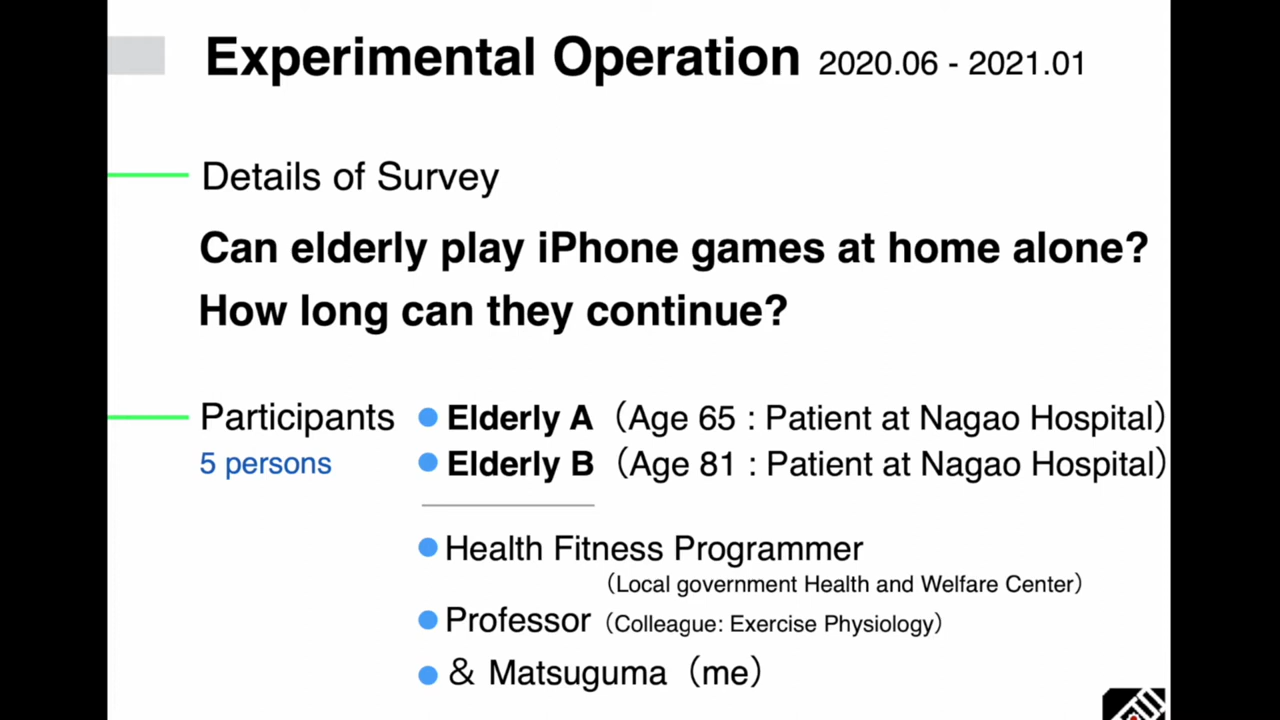 Experimental Operation 2020.06 - 2021.01
Details of Survey
Can elderly play iPhone games at home alone?
How long can they continue?
Participants
5 persons
Elderly A（Age 65 : Patient at Nagao Hospital）
Elderly B（Age 81 : Patient at Nagao Hospital）
Health Fitness Programmer
（Local government Health and Welfare Center）
Professor（Colleague: Exercise Physiology）
& Matsuguma（me）